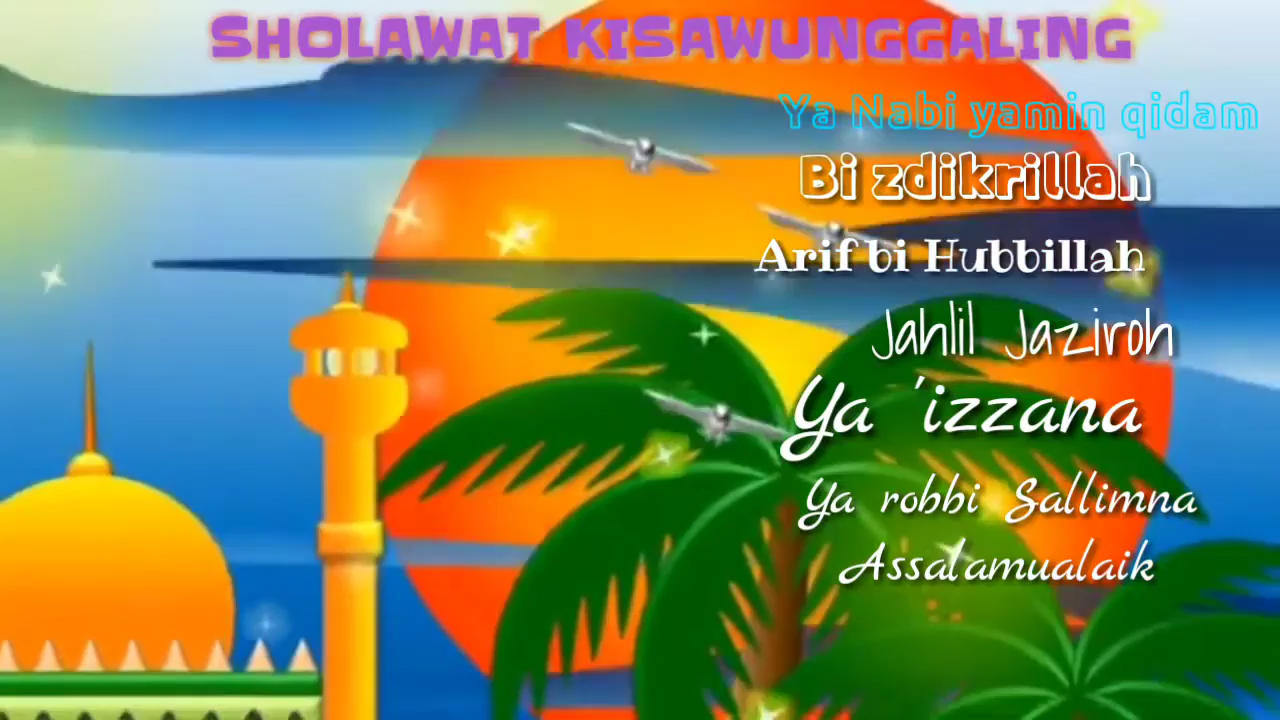 SHOLAWAT KISAWUNGGALING
Ya Nabi yamin qidam
Bi zdikrillah
Arif bi Hubbillah
Jahlil Jaziroh
Ya 'izzana
Ya robbi Sallimna
Assalamualaik